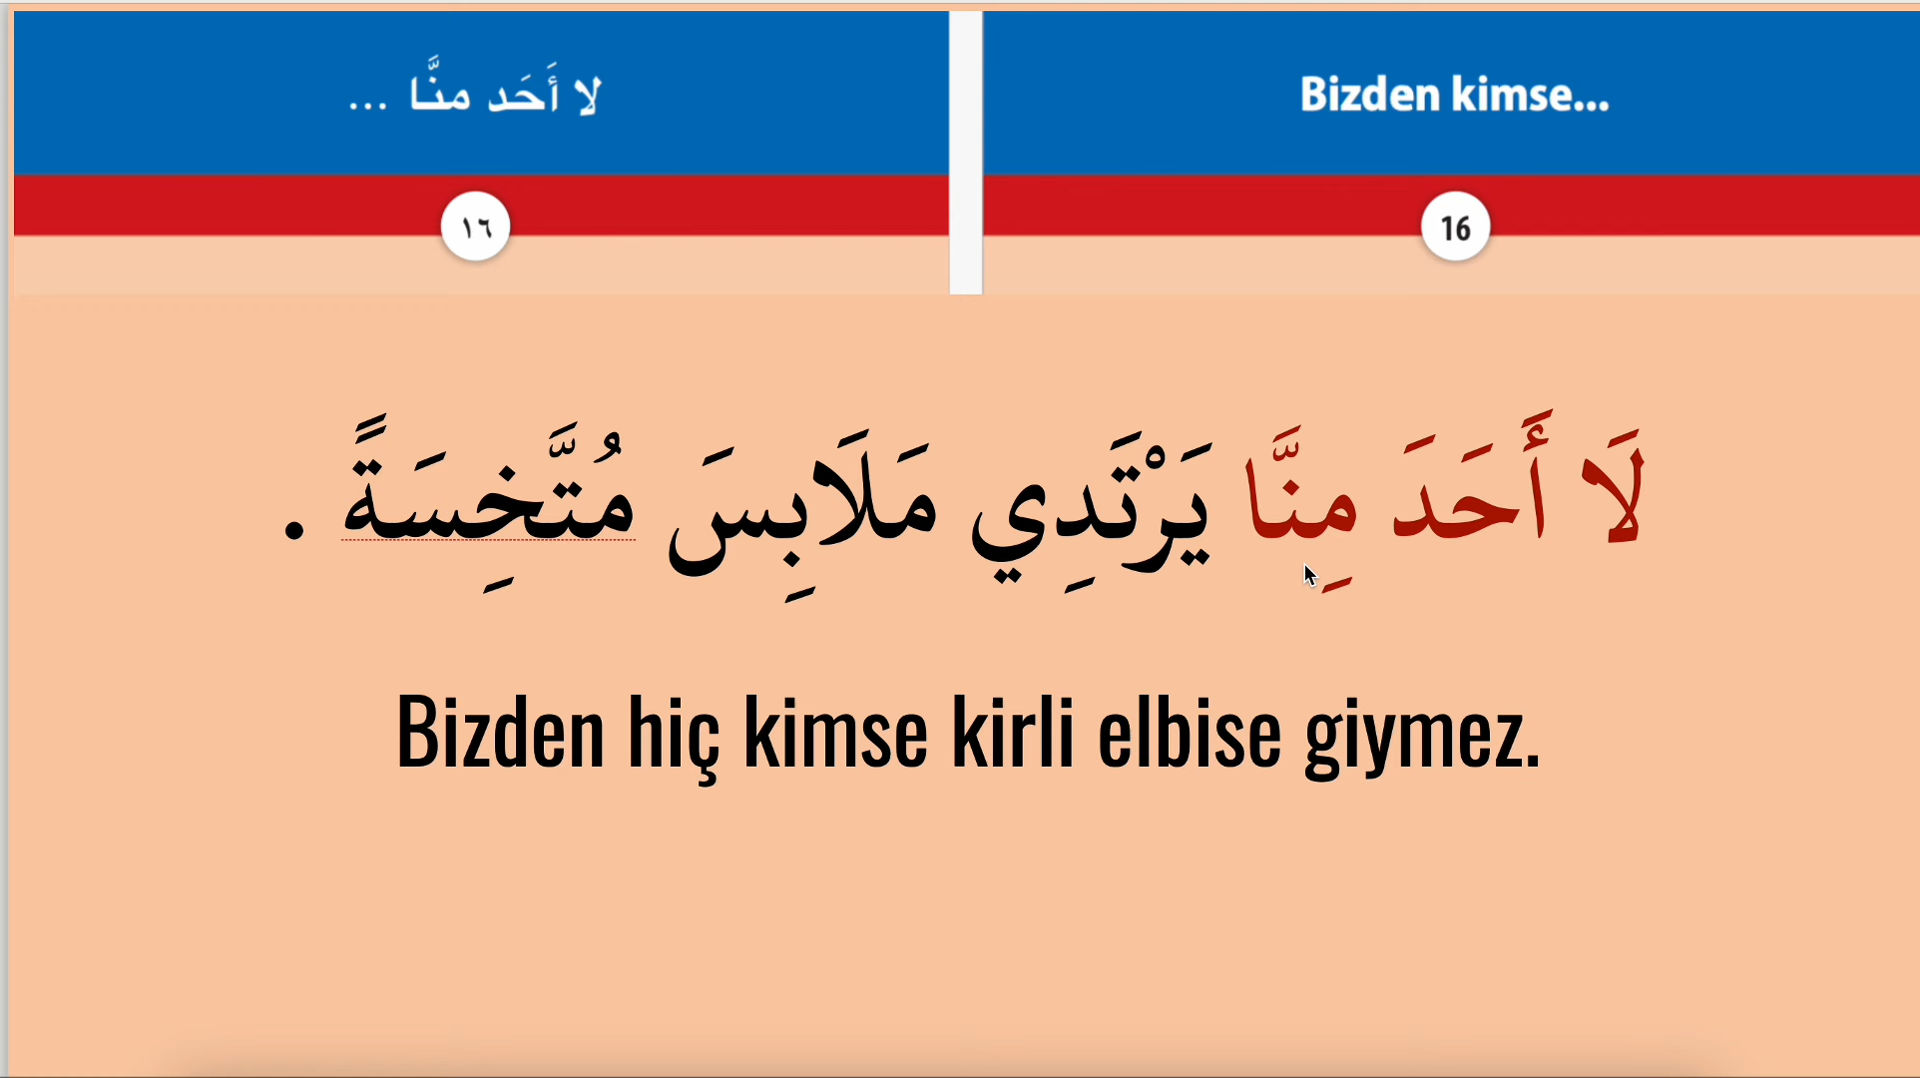 لا أَحَد منَّا ...
Bizden kimse...
١٦
16
لَا أَحَدَ مِنَّا يَرْتَدِي مَلَابِسَ مُتَّخِسَةً .
Bizden hiç kimse kirli elbise giymez.